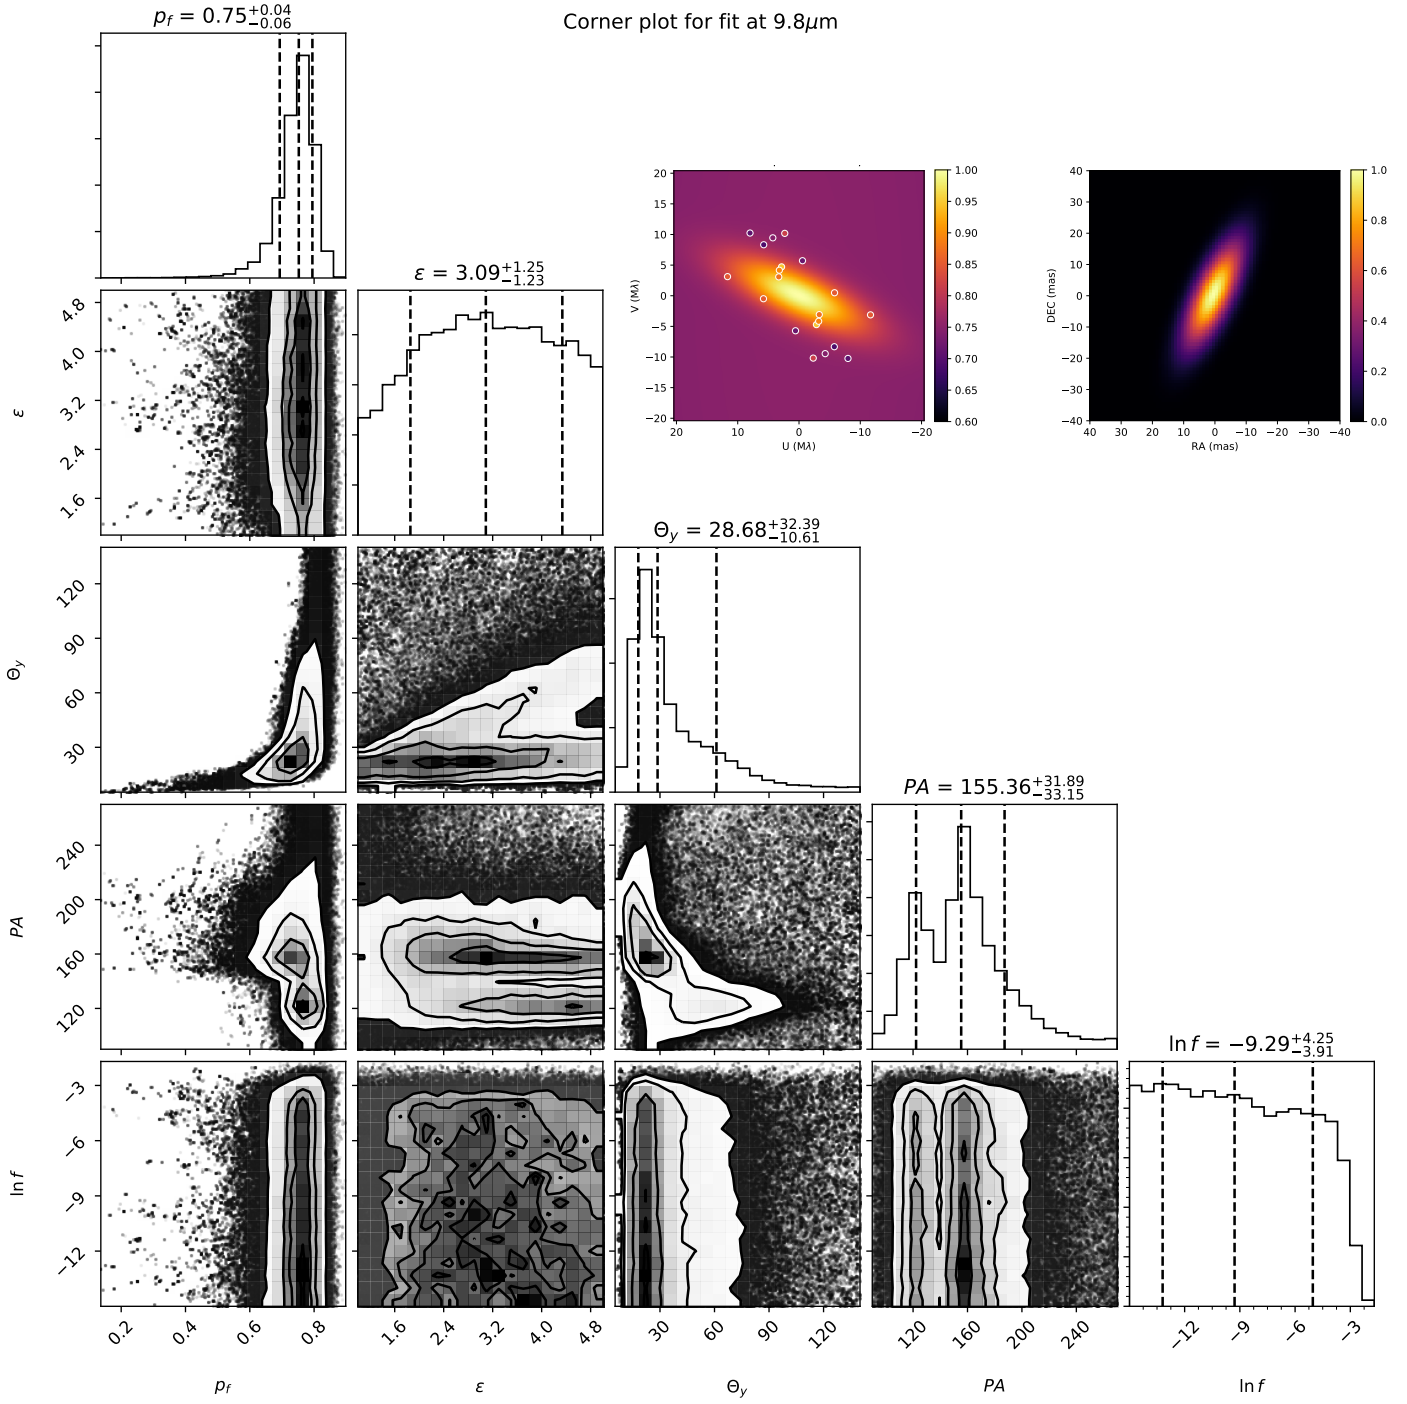 Corner plot for fit at 9.8μm
p_f = 0.75^{+0.04}_{-0.06}
ε = 3.09^{+1.25}_{-1.23}
Θ_y = 28.68^{+32.39}_{-10.61}
PA = 155.36^{+31.89}_{-33.15}
ln f = −9.29^{+4.25}_{-3.91}
20
15
10
5
0
−5
−10
−15
−20
V (Mλ)
20 10 0 −10 −20
U (Mλ)
1.00
0.95
0.90
0.85
0.80
0.75
0.70
0.65
0.60
40
30
20
10
0
−10
−20
−30
−40
DEC (mas)
40 30 20 10 0 −10 −20 −30 −40
RA (mas)
1.0
0.8
0.6
0.4
0.2
0.0
4.8
4.0
3.2
2.4
1.6
ε
120
90
60
30
Θ_y
240
200
160
120
PA
−3
−6
−9
−12
ln f
0.2 0.4 0.6 0.8
1.6 2.4 3.2 4.0 4.8
30 60 90 120
120 160 200 240
−12 −9 −6 −3
p_f ε Θ_y PA ln f